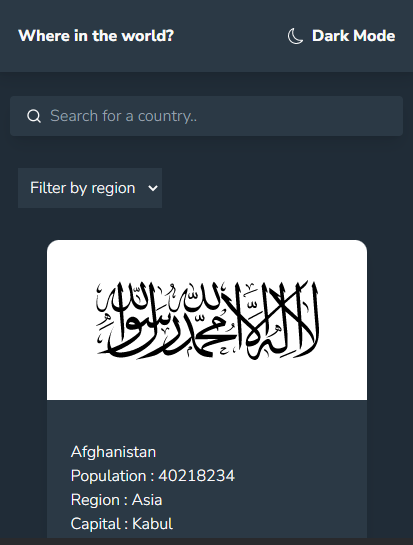 Where in the world?
Dark Mode
Search for a country..
Filter by region
لا إله إلا الله محمد رسول الله
Afghanistan
Population : 40218234
Region : Asia
Capital : Kabul